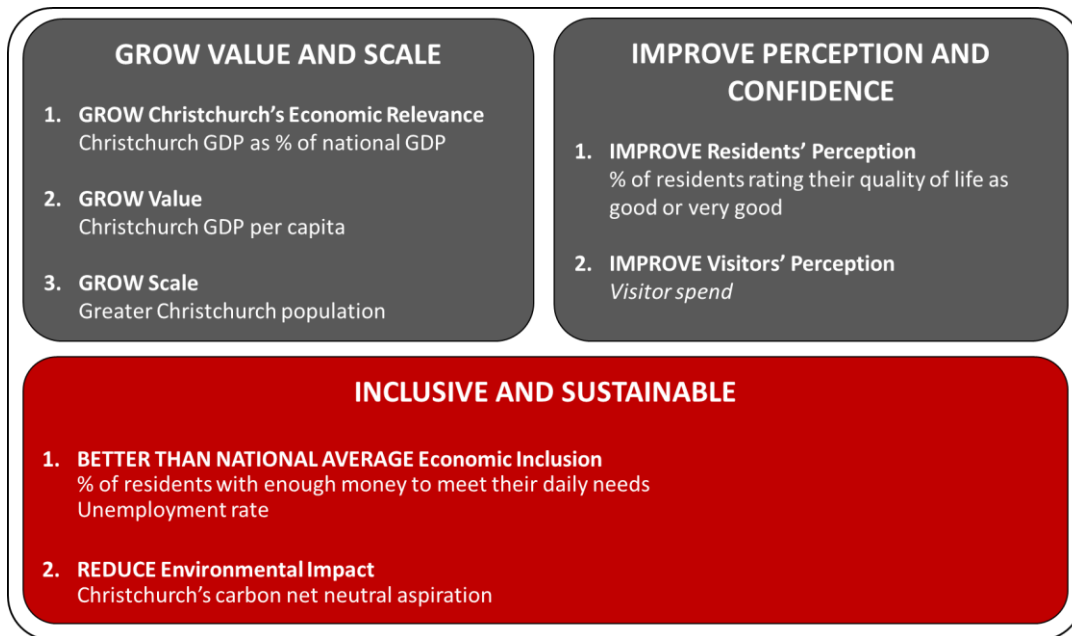 GROW VALUE AND SCALE
1. GROW Christchurch's Economic Relevance
Christchurch GDP as % of national GDP
2. GROW Value
Christchurch GDP per capita
3. GROW Scale
Greater Christchurch population
IMPROVE PERCEPTION AND
CONFIDENCE
1. IMPROVE Residents' Perception
% of residents rating their quality of life as
good or very good
2. IMPROVE Visitors' Perception
Visitor spend
INCLUSIVE AND SUSTAINABLE
1. BETTER THAN NATIONAL AVERAGE Economic Inclusion
% of residents with enough money to meet their daily needs
Unemployment rate
2. REDUCE Environmental Impact
Christchurch's carbon net neutral aspiration